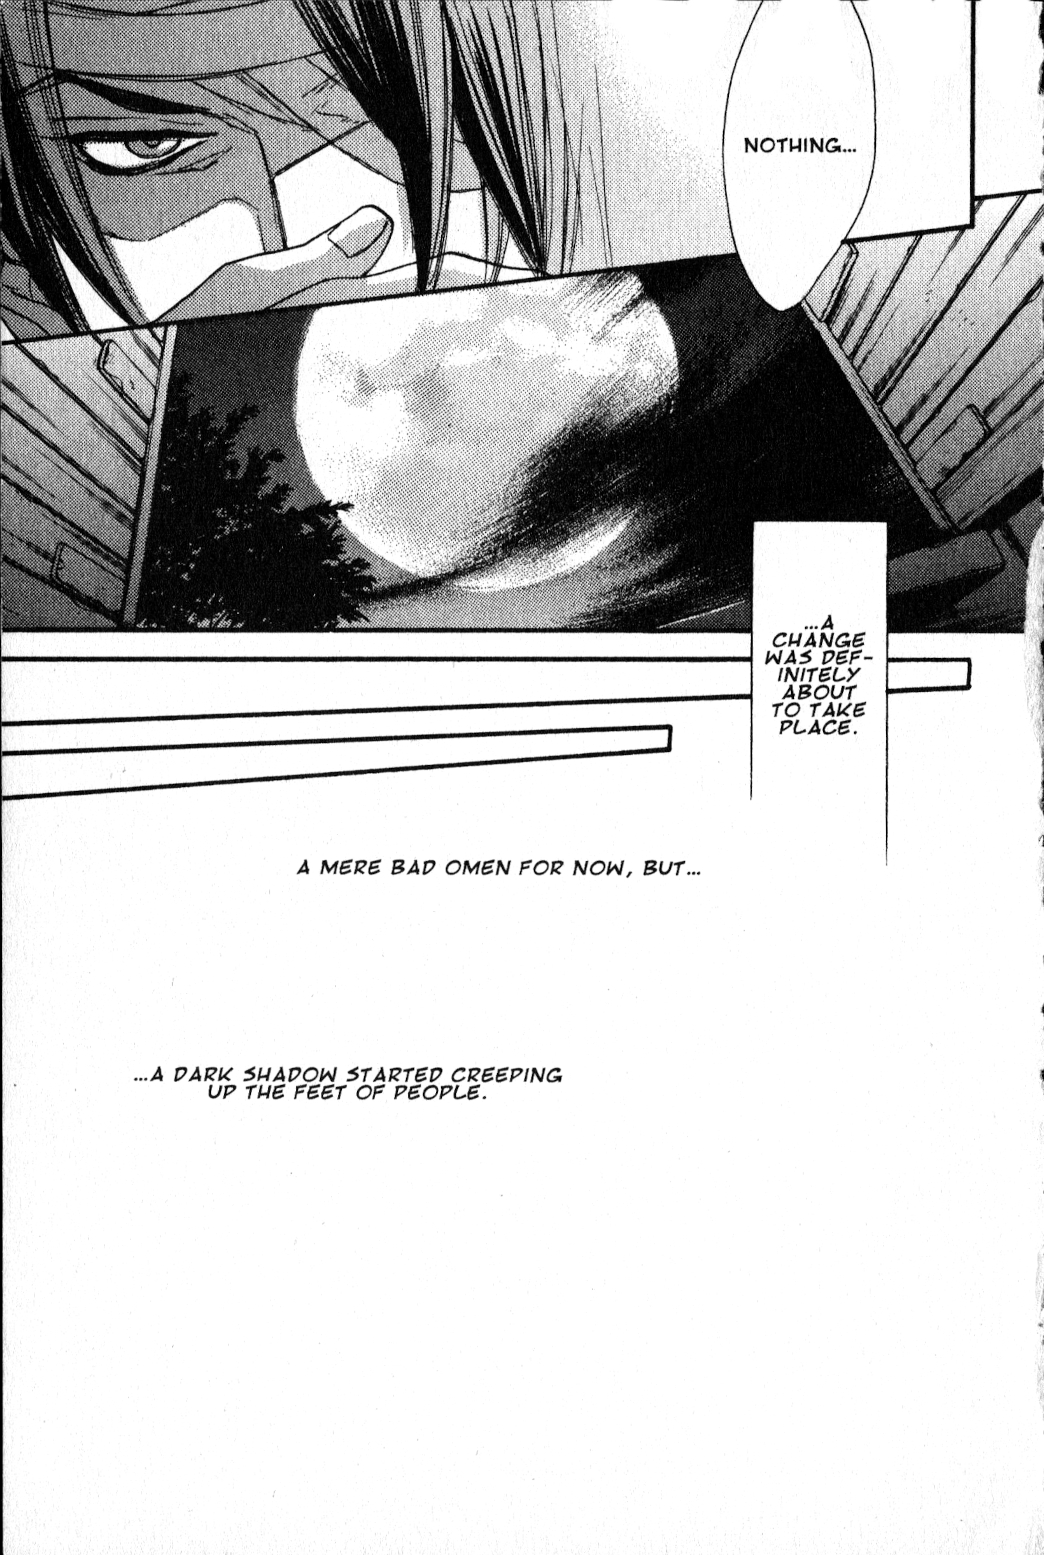 NOTHING...
...A
CHANGE
WAS DEF-
INITELY
ABOUT
TO TAKE
PLACE.
A MERE BAD OMEN FOR NOW, BUT...
...A DARK SHADOW STARTED CREEPING
UP THE FEET OF PEOPLE.